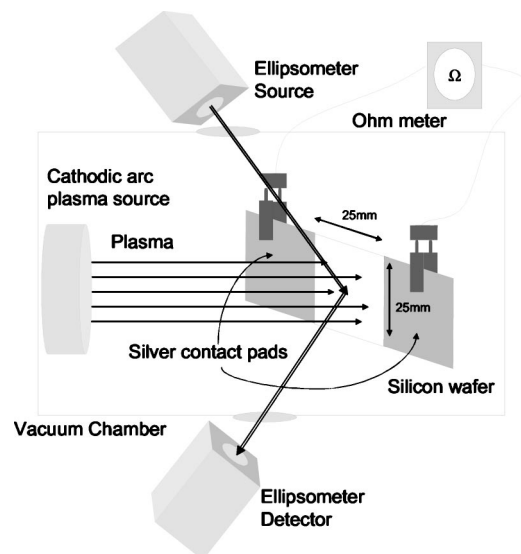 Ellipsometer
Source
Ω
Ohm meter
Cathodic arc
plasma source
25mm
Plasma
25mm
Silver contact pads
Silicon wafer
Vacuum Chamber
Ellipsometer
Detector